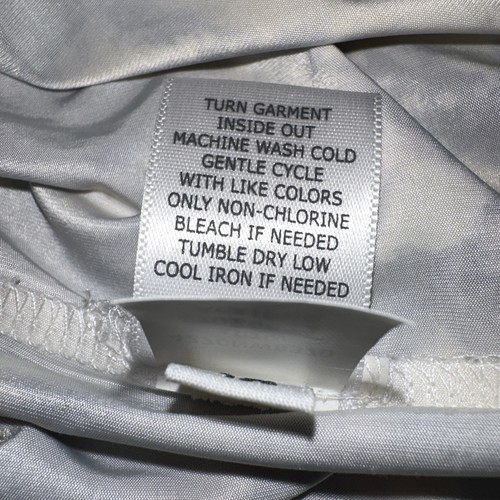 TURN GARMENT
INSIDE OUT
MACHINE WASH COLD
GENTLE CYCLE
WITH LIKE COLORS
ONLY NON-CHLORINE
BLEACH IF NEEDED
TUMBLE DRY LOW
COOL IRON IF NEEDED